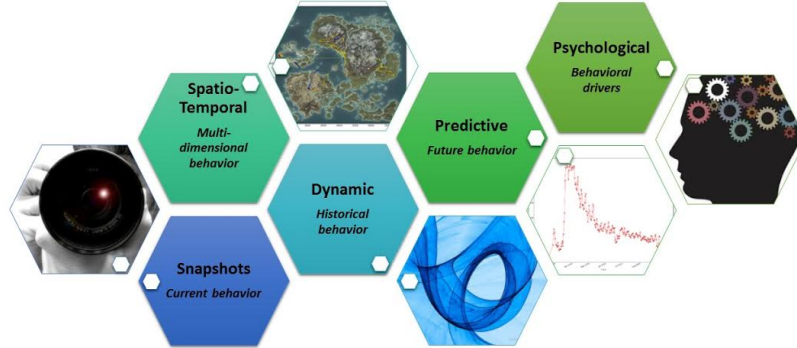 Psychological
Behavioral
drivers
Spatio-
Temporal
Multi-
dimensional
behavior
Predictive
Future behavior
Dynamic
Historical
behavior
Snapshots
Current behavior